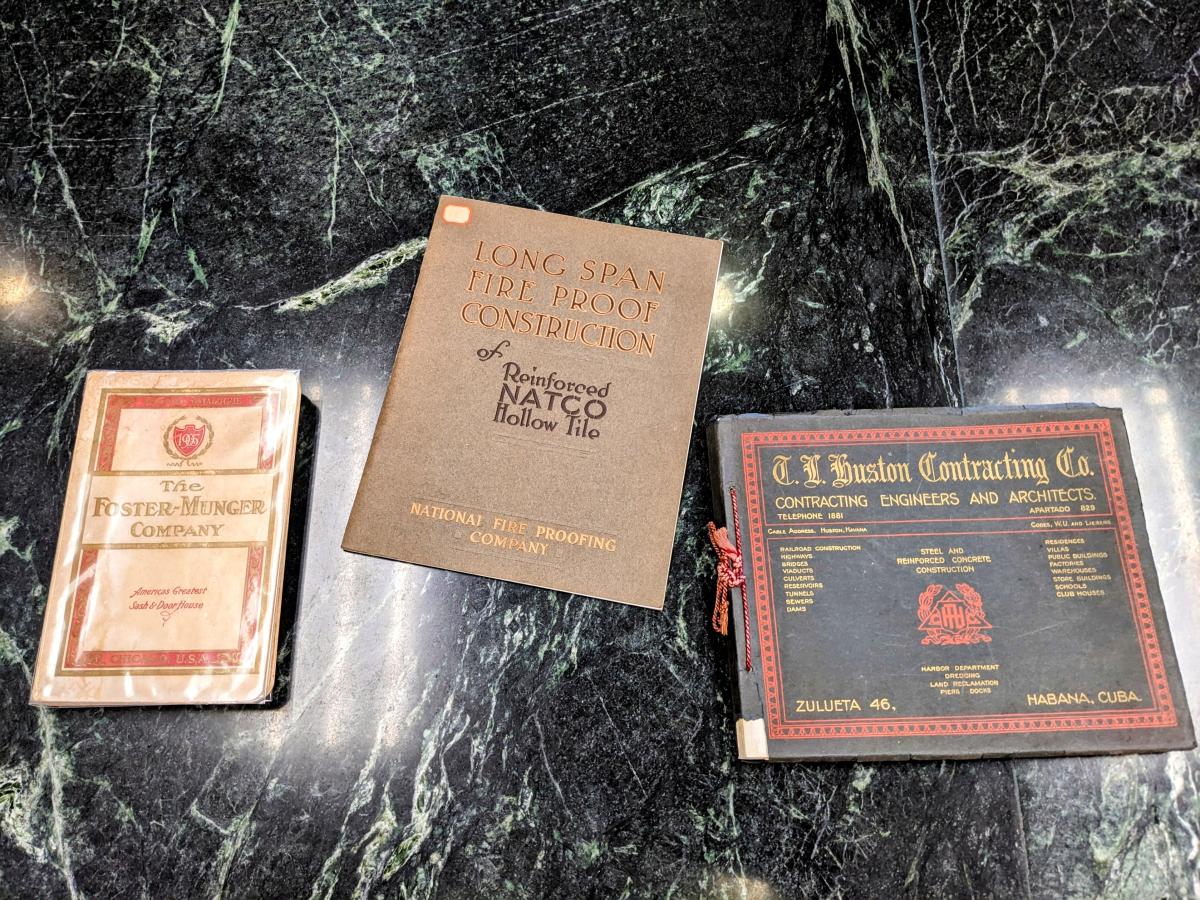 CATALOGUE
1905
The
FOSTER-MUNGER
COMPANY
America's Greatest
Sash & Door House
CHICAGO, U.S.A.
LONG SPAN
FIRE PROOF
CONSTRUCTION
of
Reinforced
NATCO
Hollow Tile
NATIONAL FIRE PROOFING
COMPANY
T. L. Huston Contracting Co.
CONTRACTING ENGINEERS AND ARCHITECTS.
TELEPHONE 1881 APARTADO 829
CABLE ADDRESS, HUSTON, HAVANA CODES, W.U. AND LIEBERS
RAILROAD CONSTRUCTION
HIGHWAYS
BRIDGES
VIADUCTS
CULVERTS
RESERVOIRS
TUNNELS
SEWERS
DAMS
STEEL AND
REINFORCED CONCRETE
CONSTRUCTION
RESIDENCES
VILLAS
PUBLIC BUILDINGS
FACTORIES
WAREHOUSES
STORE BUILDINGS
SCHOOLS
CLUB HOUSES
HARBOR DEPARTMENT
DREDGING
LAND RECLAMATION
PIERS DOCKS
ZULUETA 46, HABANA, CUBA.